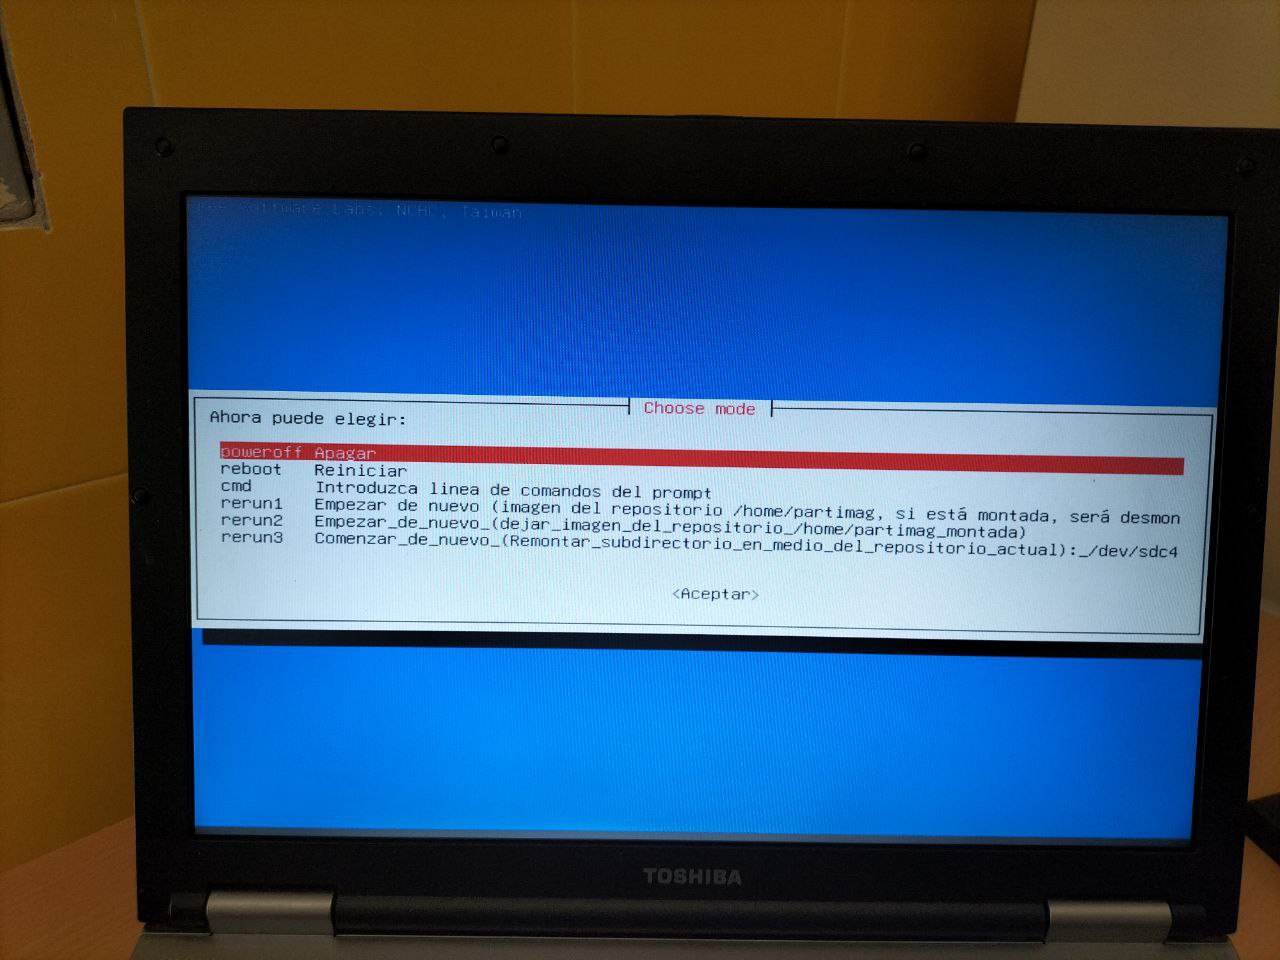 Software Labs, NCHC, Taiwan
Choose mode
Ahora puede elegir:
poweroff Apagar
reboot Reiniciar
cmd Introduzca linea de comandos del prompt
rerun1 Empezar de nuevo (imagen del repositorio /home/partimag, si está montada, será desmon
rerun2 Empezar_de_nuevo_(dejar_imagen_del_repositorio_/home/partimag_montada)
rerun3 Comenzar_de_nuevo_(Remontar_subdirectorio_en_medio_del_repositorio_actual):_/dev/sdc4
<Aceptar>
TOSHIBA